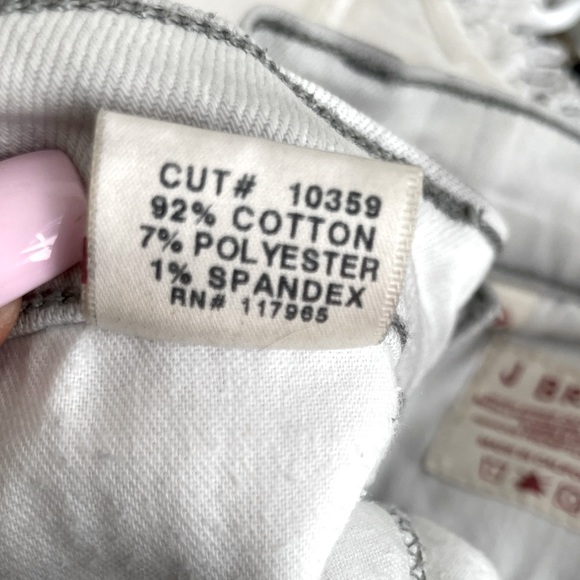 CUT# 10359
92% COTTON
7% POLYESTER
1% SPANDEX
RN# 117965
J